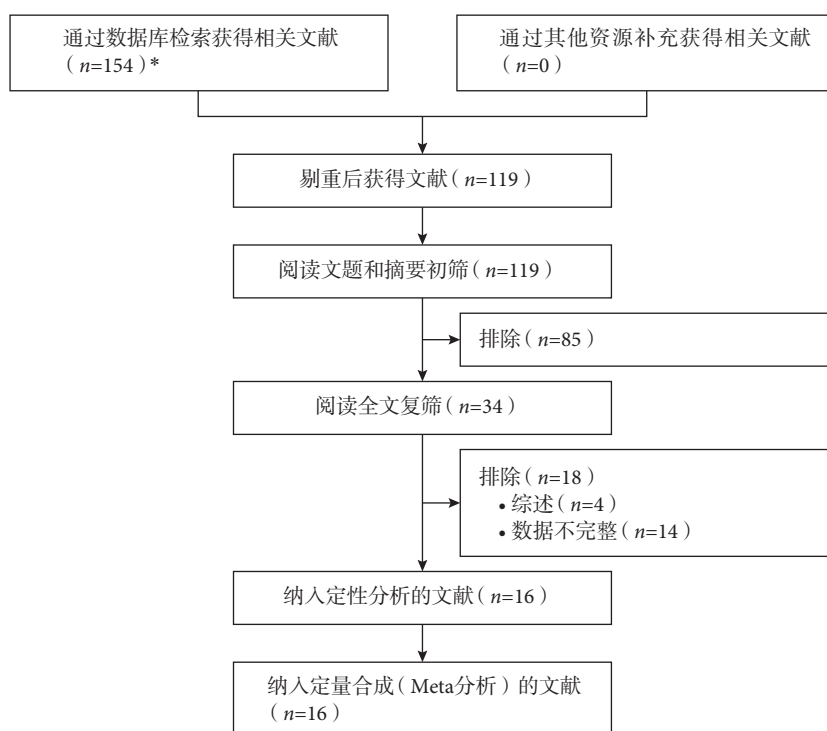 通过数据库检索获得相关文献
（n=154）*
通过其他资源补充获得相关文献
（n=0）
剔重后获得文献（n=119）
阅读文题和摘要初筛（n=119）
排除（n=85）
阅读全文复筛（n=34）
排除（n=18）
• 综述（n=4）
• 数据不完整（n=14）
纳入定性分析的文献（n=16）
纳入定量合成（Meta分析）的文献
（n=16）